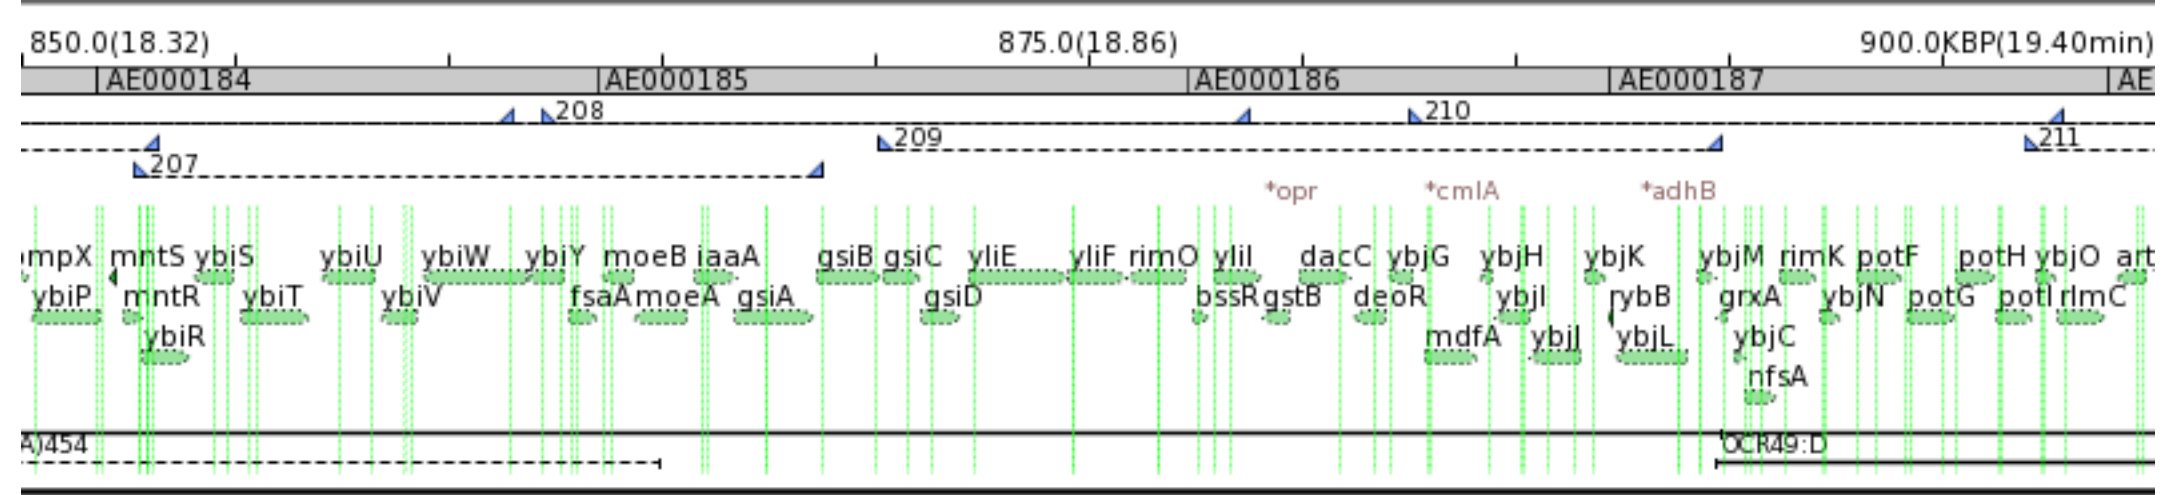 850.0(18.32) 875.0(18.86) 900.0KBP(19.40min)
AE000184 AE000185 AE000186 AE000187 AE
208 210
209 211
207
*opr *cmlA *adhB
mpX mntS ybiS ybiU ybiW ybiY moeB iaaA gsiB gsiC yliE yliF rimO yliI dacC ybjG ybjH ybjK ybjM rimK potF potH ybjO art
ybiP mntR ybiT ybiV fsaA moeA gsiA gsiD bssR gstB deoR ybjI rybB grxA ybjN potG potI rlmC
ybiR mdfA ybjJ ybjL ybjC
nfsA
A)454 OCR49:D